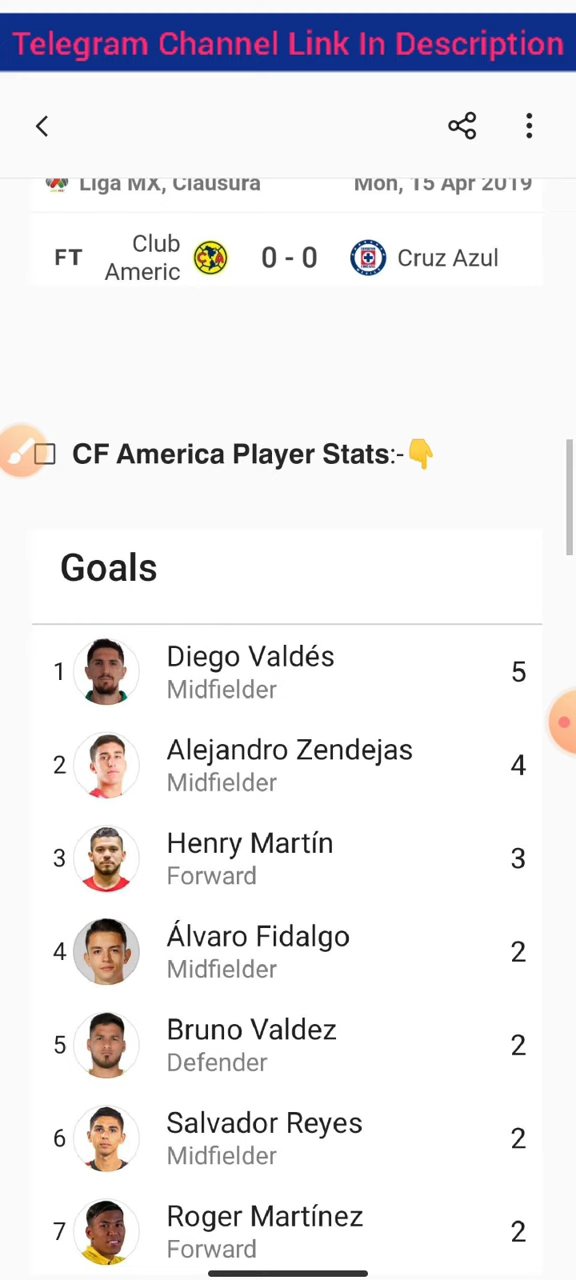 Telegram Channel Link In Description
Liga MX, Clausura Mon, 15 Apr 2019
FT Club Americ 0 - 0 Cruz Azul
CF America Player Stats:-👇
Goals
1 Diego Valdés 5
Midfielder
2 Alejandro Zendejas 4
Midfielder
3 Henry Martín 3
Forward
4 Álvaro Fidalgo 2
Midfielder
5 Bruno Valdez 2
Defender
6 Salvador Reyes 2
Midfielder
7 Roger Martínez 2
Forward